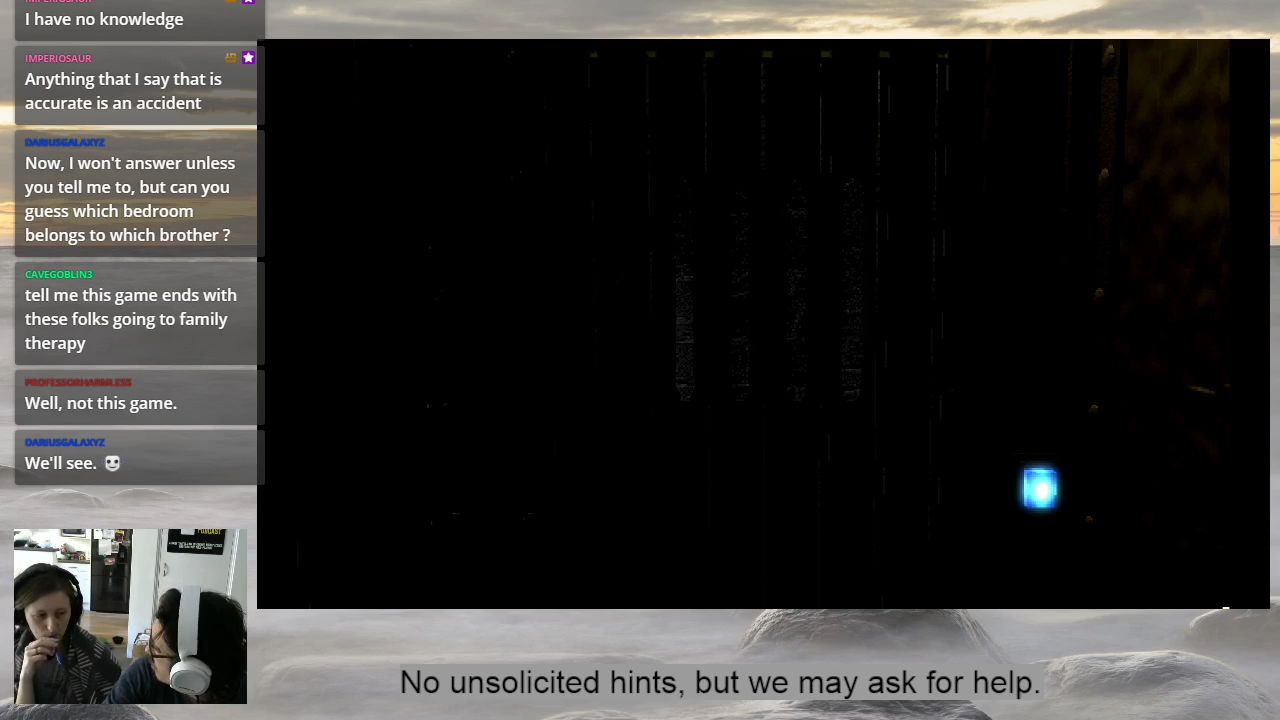 I have no knowledge
IMPERIOSAUR
Anything that I say that is
accurate is an accident
DARIUSGALAXYZ
Now, I won't answer unless
you tell me to, but can you
guess which bedroom
belongs to which brother ?
CAVEGOBLIN3
tell me this game ends with
these folks going to family
therapy
PROFESSORHARMLESS
Well, not this game.
DARIUSGALAXYZ
We'll see.
No unsolicited hints, but we may ask for help.